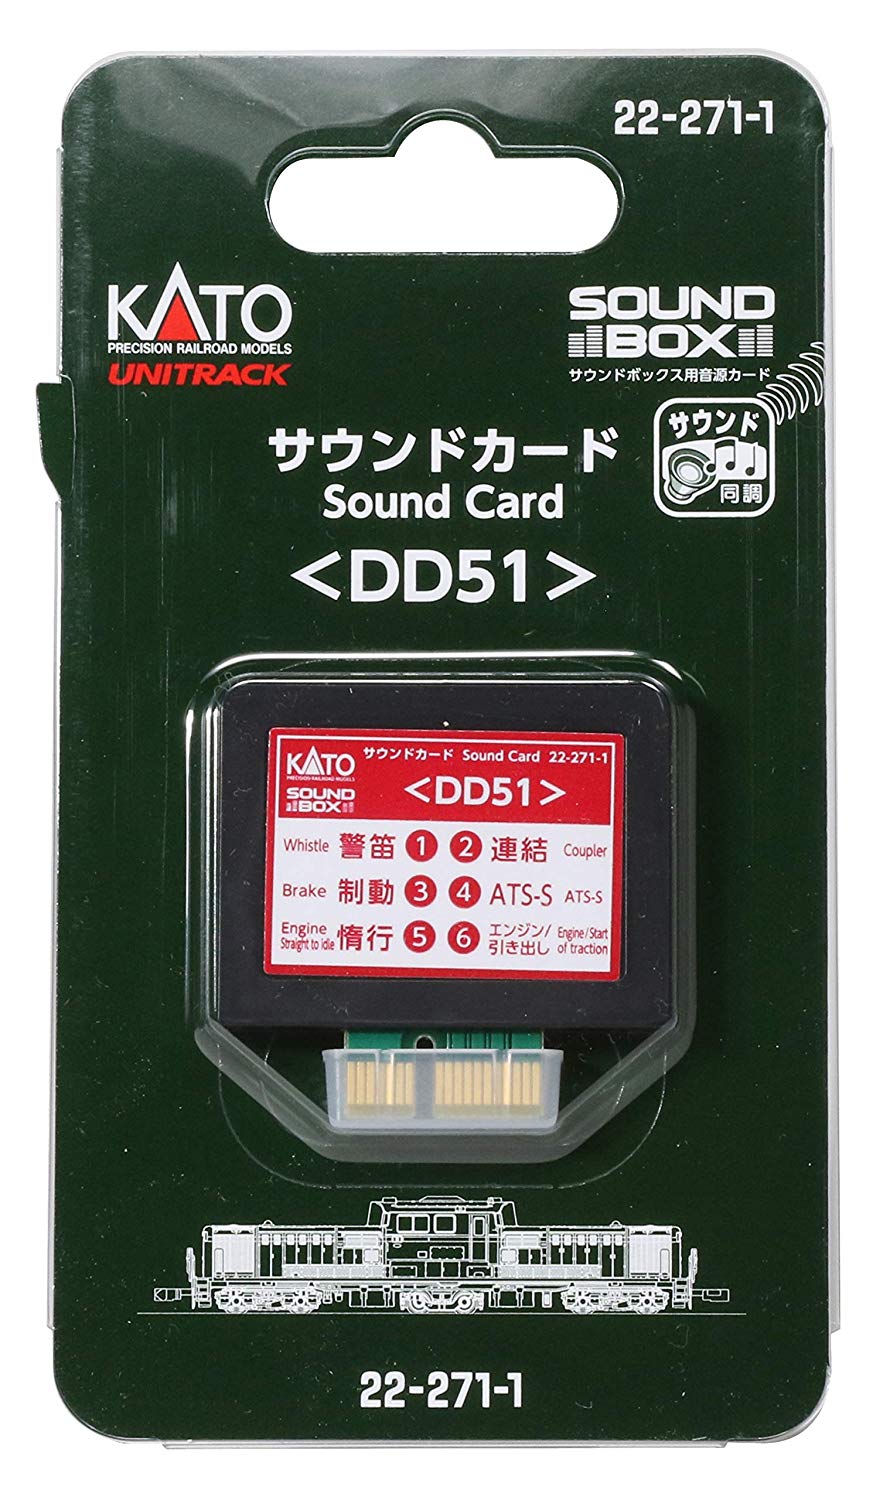 22-271-1
KATO
PRECISION RAILROAD MODELS
UNITRACK
SOUND
BOX
サウンドボックス用音源カード
サウンド
同調
サウンドカード
Sound Card
<DD51>
KATO
PRECISION RAILROAD MODELS
サウンドカード Sound Card 22-271-1
SOUND
BOX
<DD51>
Whistle 警笛 1 2 連結 Coupler
Brake 制動 3 4 ATS-S ATS-S
Engine
Straight to idle 惰行 5 6 エンジン/
引き出し Engine/Start
of traction
22-271-1